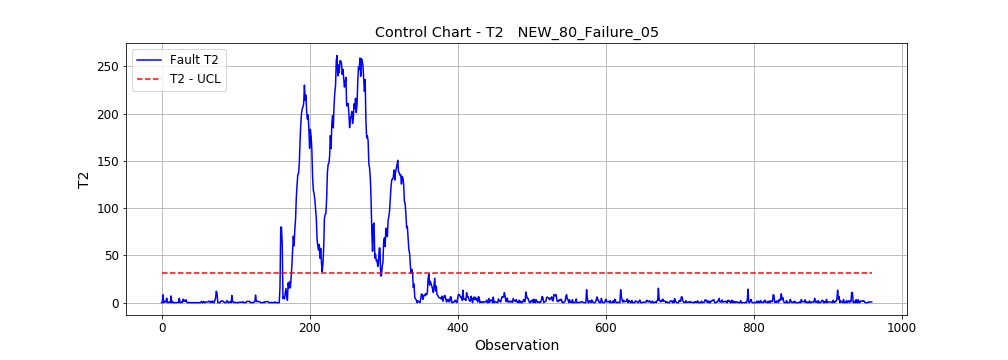 Control Chart - T2   NEW_80_Failure_05
Fault T2
T2 - UCL
250
200
150
100
50
0
T2
0 200 400 600 800 1000
Observation